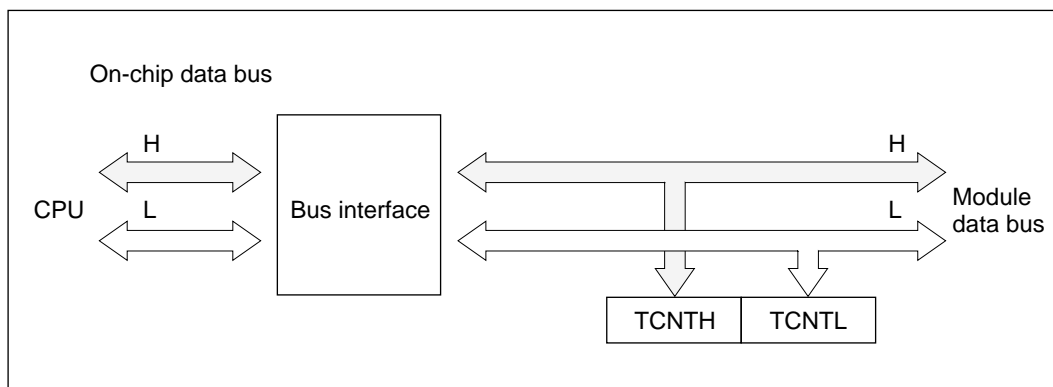 On-chip data bus
H
H
CPU
L
Bus interface
L
Module
data bus
TCNTH
TCNTL